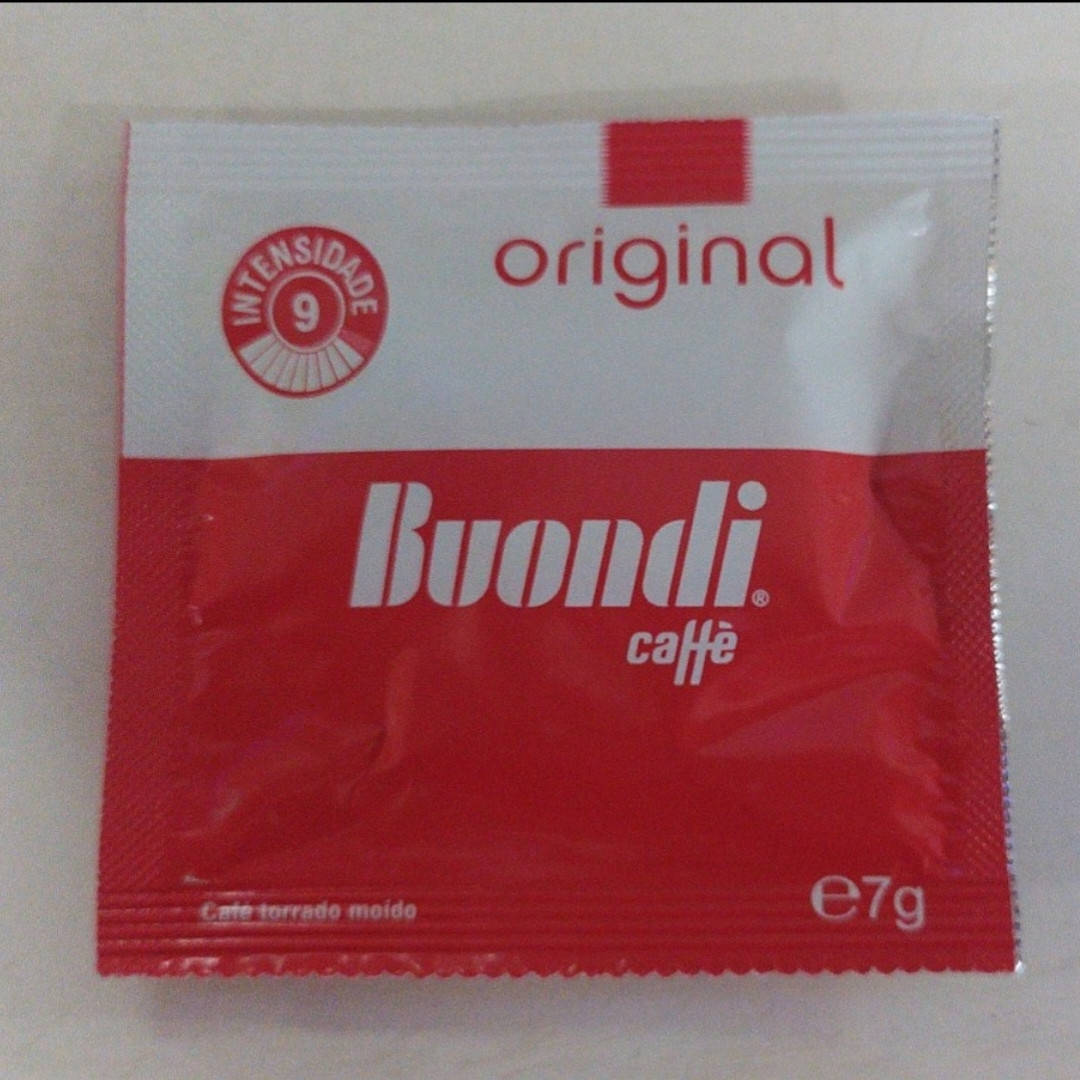 original
INTENSIDADE
9
Buondi®
caffè
Café torrado moído
℮7g